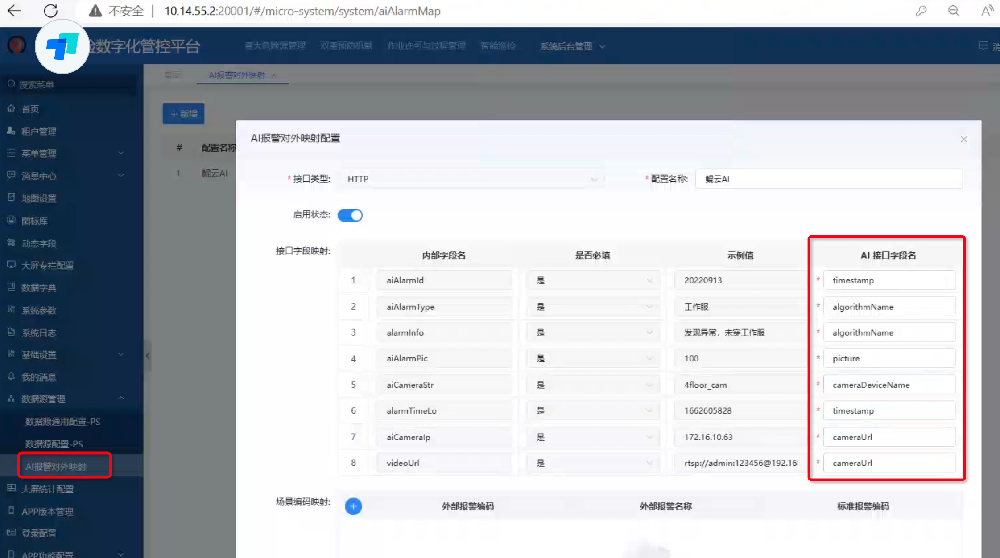 不安全 | 10.14.55.2:20001/#/micro-system/system/aiAlarmMap
数字化管控平台
重大危险源管理 双重预防机制 作业许可与过程管理 智能巡检 系统后台管理
消
搜索菜单
首页
租户管理
菜单管理
消息中心
地图设置
图标库
动态字段
大屏专栏配置
数据字典
系统参数
系统日志
基础设置
我的消息
数据源管理
数据源通用配置-PS
数据源配置-PS
AI报警对外映射
大屏统计配置
APP版本管理
登录配置
APP功能配置
首页 AI报警对外映射 ×
+ 新增
# 配置名称
1 鲲云AI
AI报警对外映射配置
* 接口类型: HTTP * 配置名称: 鲲云AI
启用状态:
接口字段映射: 内部字段名 是否必填 示例值 AI 接口字段名
1 aiAlarmId 是 20220913 * timestamp
2 aiAlarmType 是 工作服 * algorithmName
3 alarmInfo 是 发现异常，未穿工作服 * algorithmName
4 aiAlarmPic 是 100 * picture
5 aiCameraStr 是 4floor_cam * cameraDeviceName
6 alarmTimeLo 是 1662605828 * timestamp
7 aiCameraIp 是 172.16.10.63 * cameraUrl
8 videoUrl 是 rtsp://admin:123456@192.16 * cameraUrl
场景编码映射: + 外部报警编码 外部报警名称 标准报警编码